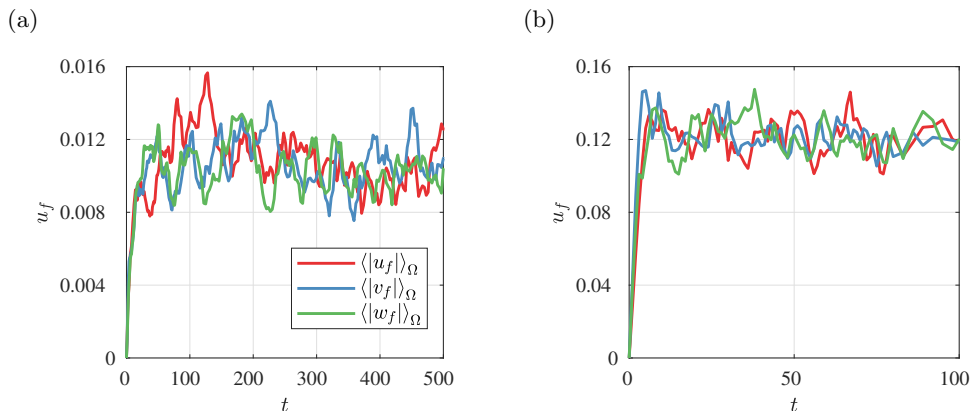 (a)
0.016
0.012
0.008
0.004
0
u_f
0 100 200 300 400 500
t
⟨|u_f|⟩_Ω
⟨|v_f|⟩_Ω
⟨|w_f|⟩_Ω
(b)
0.16
0.12
0.08
0.04
0
u_f
0 50 100
t